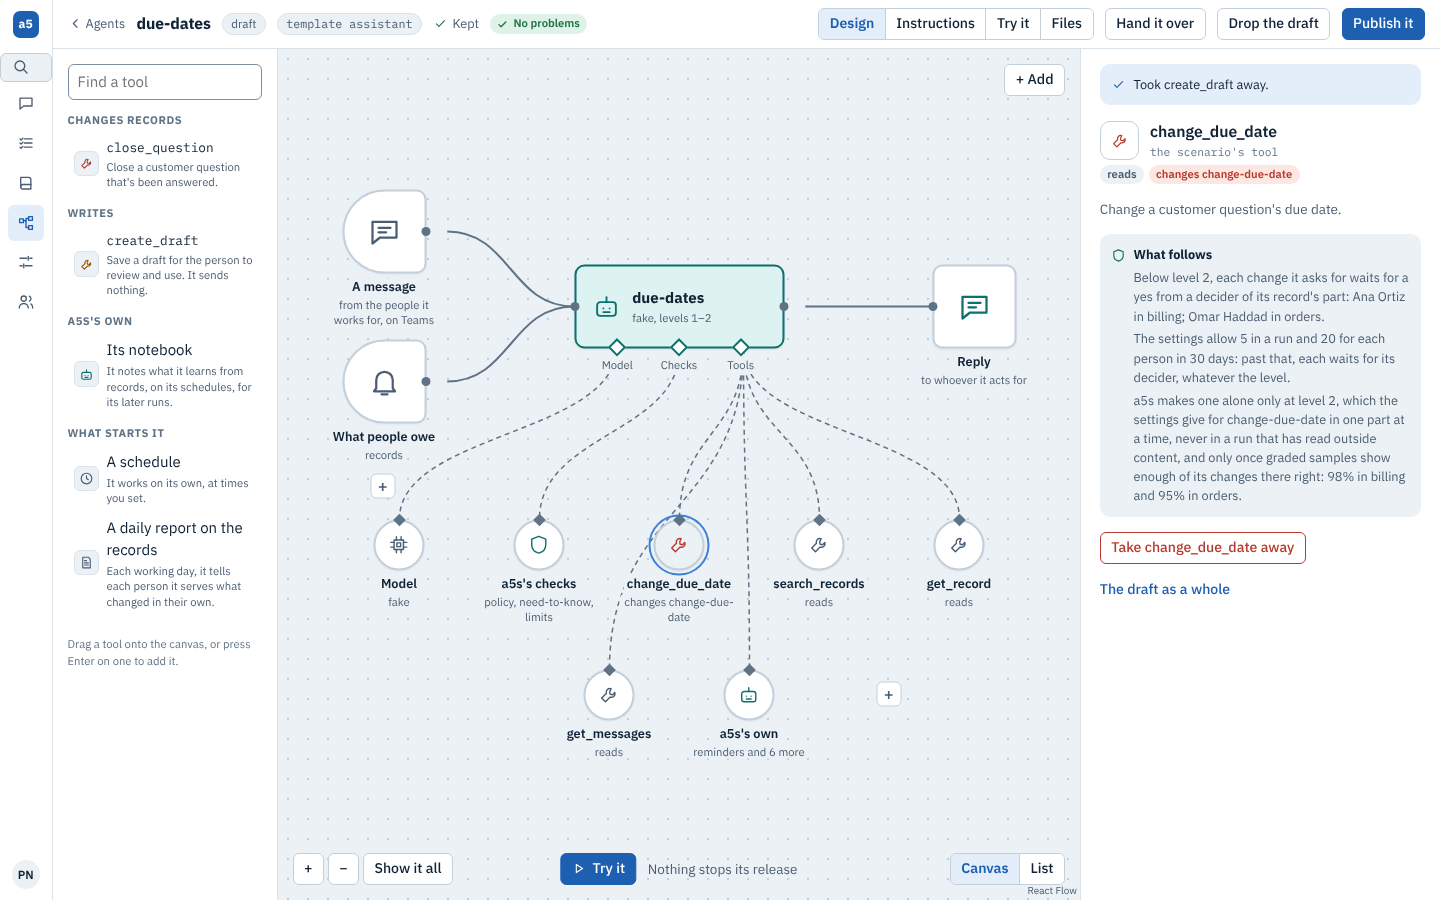 a5
Agents
due-dates
draft
template assistant
Kept
No problems
Design
Instructions
Try it
Files
Hand it over
Drop the draft
Publish it
Find a tool
CHANGES RECORDS
close_question
Close a customer question
that's been answered.
WRITES
create_draft
Save a draft for the person to
review and use. It sends
nothing.
A5S'S OWN
Its notebook
It notes what it learns from
records, on its schedules, for
its later runs.
WHAT STARTS IT
A schedule
It works on its own, at times
you set.
A daily report on the
records
Each working day, it tells
each person it serves what
changed in their own.
Drag a tool onto the canvas, or press
Enter on one to add it.
PN
+ Add
A message
from the people it
works for, on Teams
What people owe
records
+
due-dates
fake, levels 1–2
Model
Checks
Tools
Reply
to whoever it acts for
Model
fake
a5s's checks
policy, need-to-know,
limits
change_due_date
changes change-due-
date
search_records
reads
get_record
reads
get_messages
reads
a5s's own
reminders and 6 more
+
+
−
Show it all
Try it
Nothing stops its release
Canvas
List
React Flow
Took create_draft away.
change_due_date
the scenario's tool
reads
changes change-due-date
Change a customer question's due date.
What follows
Below level 2, each change it asks for waits for a
yes from a decider of its record's part: Ana Ortiz
in billing; Omar Haddad in orders.
The settings allow 5 in a run and 20 for each
person in 30 days: past that, each waits for its
decider, whatever the level.
a5s makes one alone only at level 2, which the
settings give for change-due-date in one part at
a time, never in a run that has read outside
content, and only once graded samples show
enough of its changes there right: 98% in billing
and 95% in orders.
Take change_due_date away
The draft as a whole